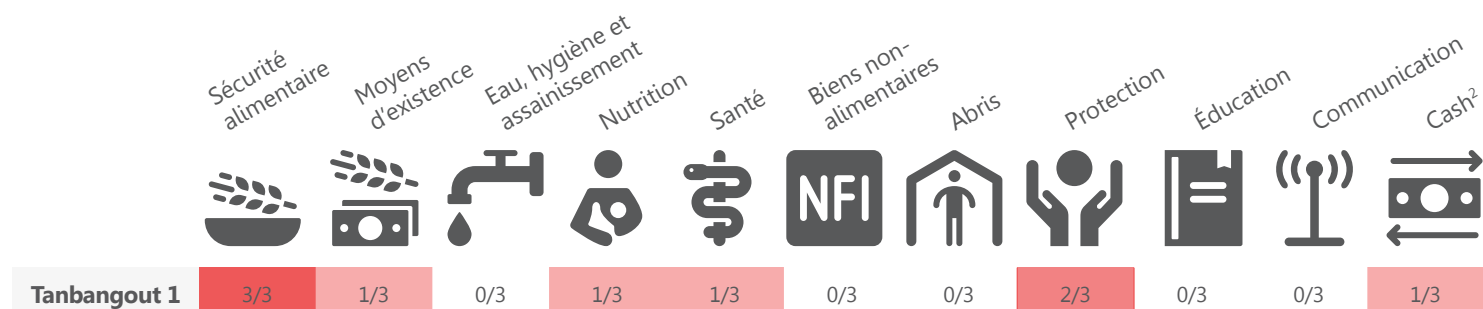 Sécurité
alimentaire
Moyens
d'existence
Eau, hygiène et
assainissement
Nutrition
Santé
Biens non-
alimentaires
Abris
Protection
Éducation
Communication
Cash²
NFI
Tanbangout 1 3/3 1/3 0/3 1/3 1/3 0/3 0/3 2/3 0/3 0/3 1/3